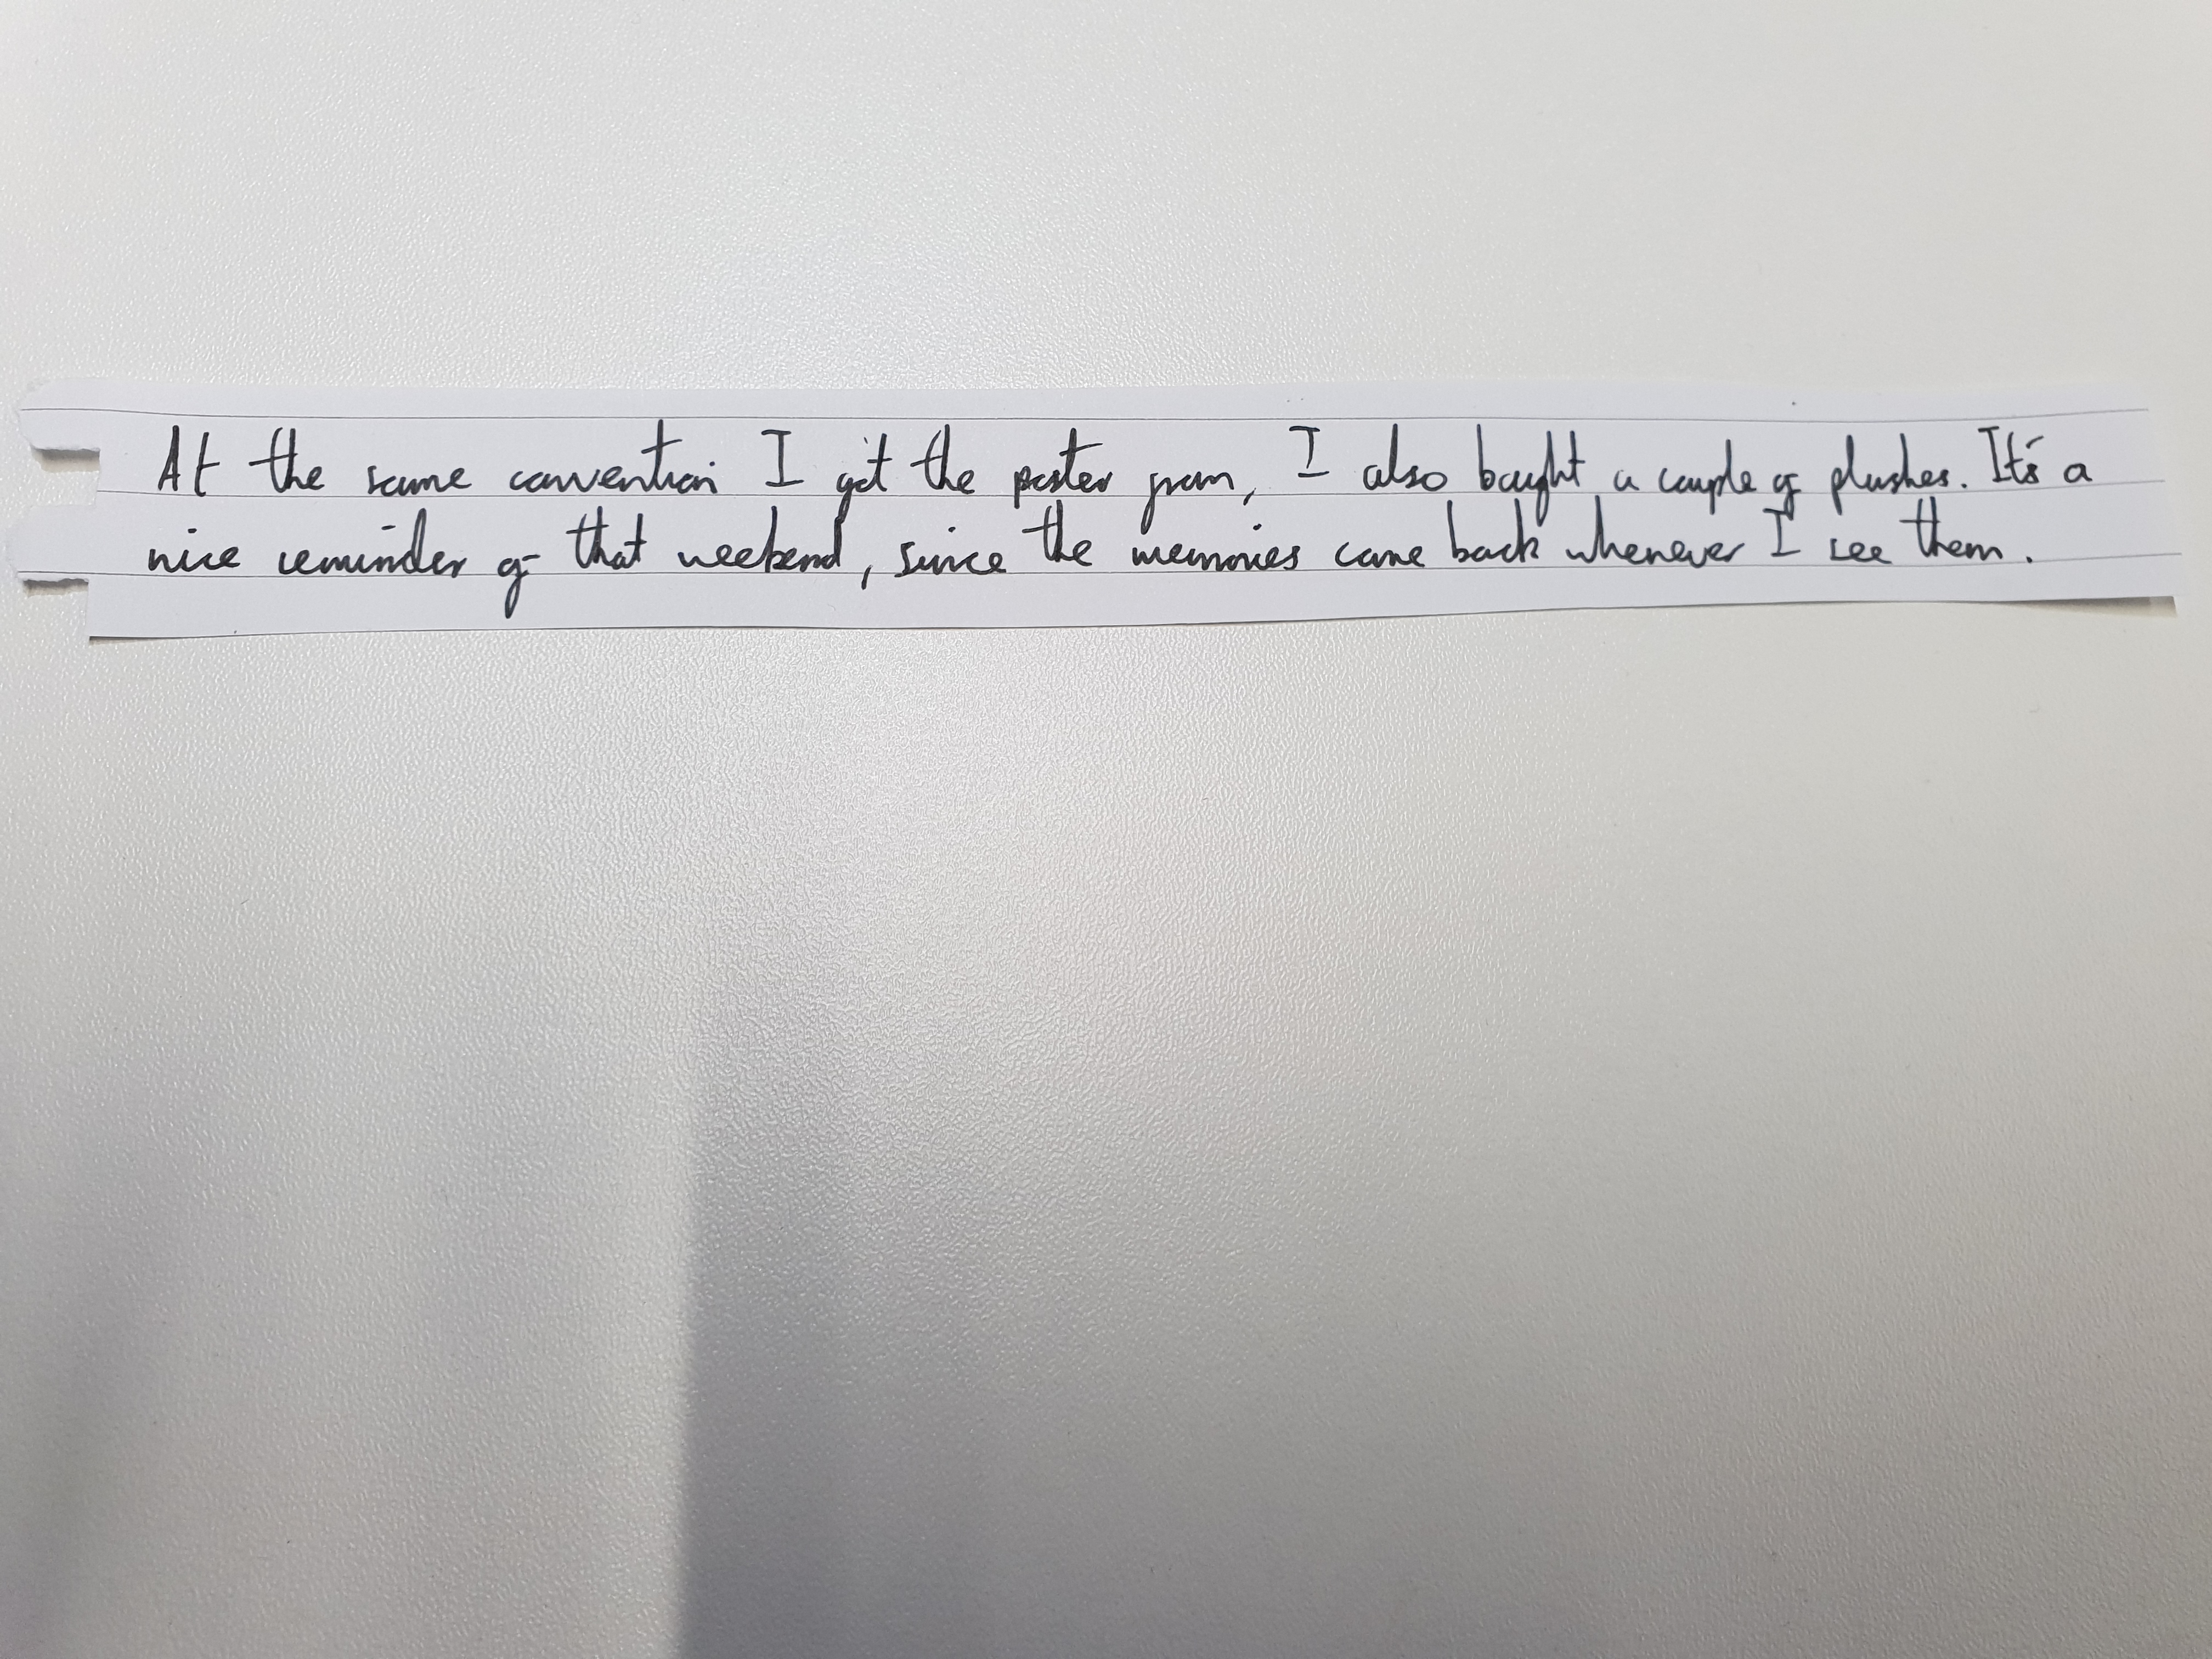 At the same convention I got the poster from, I also bought a couple of plushes. It's a
nice reminder of that weekend, since the memories come back whenever I see them.